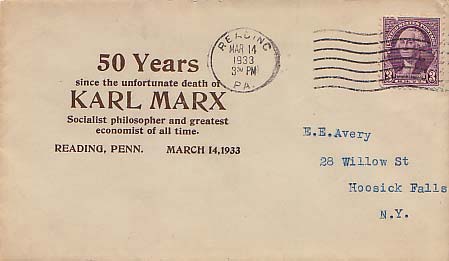 50 Years
since the unfortunate death of
KARL MARX
Socialist philosopher and greatest
economist of all time.
READING, PENN. MARCH 14,1933
READING
MAR 14
1933
PM
PA.
3 3
E.E.Avery
28 Willow St
Hoosick Falls
N.Y.